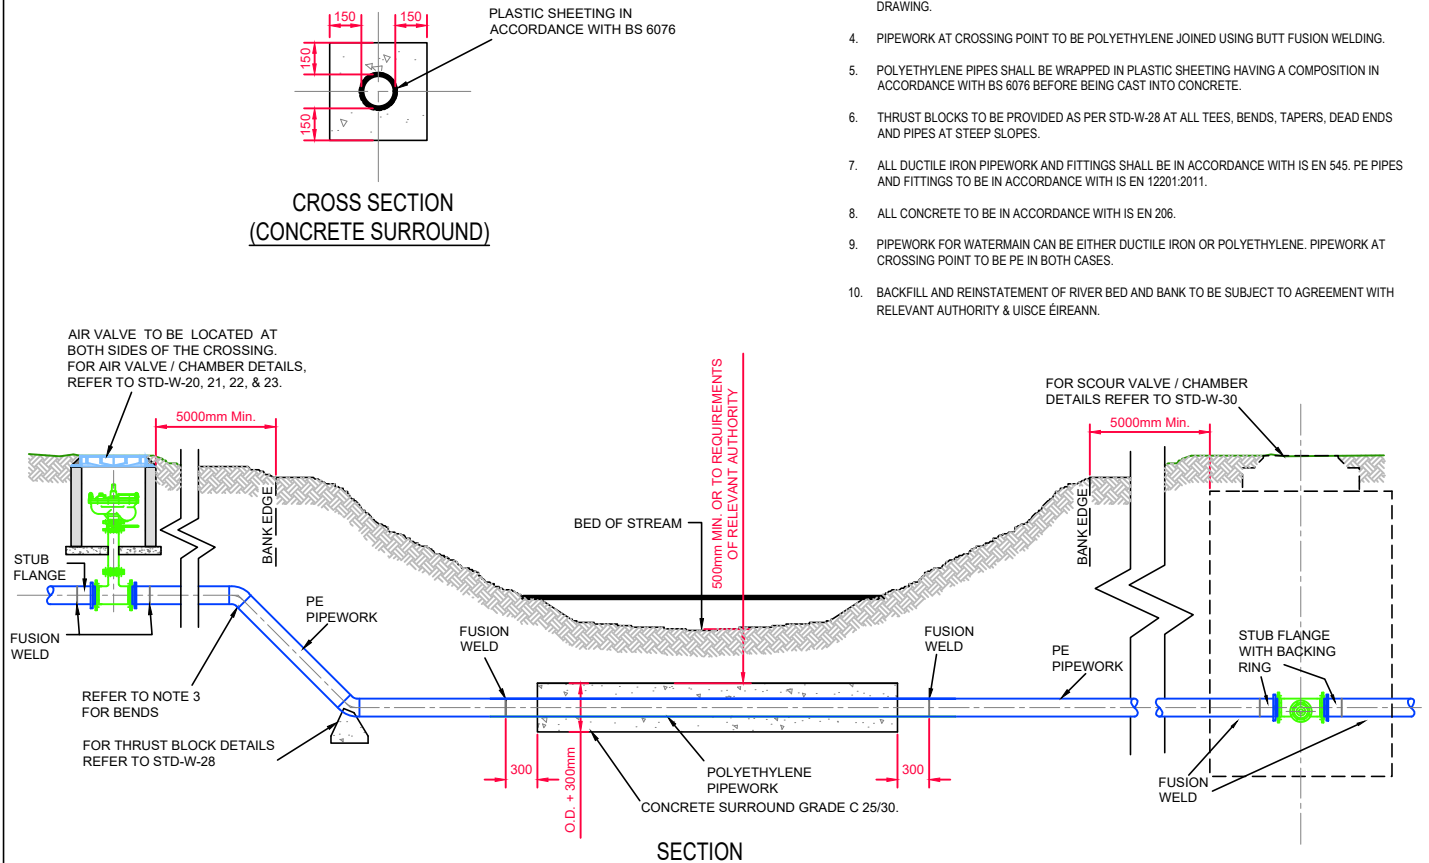 150
150
PLASTIC SHEETING IN
ACCORDANCE WITH BS 6076
150
150
CROSS SECTION
(CONCRETE SURROUND)
DRAWING.
4. PIPEWORK AT CROSSING POINT TO BE POLYETHYLENE JOINED USING BUTT FUSION WELDING.
5. POLYETHYLENE PIPES SHALL BE WRAPPED IN PLASTIC SHEETING HAVING A COMPOSITION IN
ACCORDANCE WITH BS 6076 BEFORE BEING CAST INTO CONCRETE.
6. THRUST BLOCKS TO BE PROVIDED AS PER STD-W-28 AT ALL TEES, BENDS, TAPERS, DEAD ENDS
AND PIPES AT STEEP SLOPES.
7. ALL DUCTILE IRON PIPEWORK AND FITTINGS SHALL BE IN ACCORDANCE WITH IS EN 545. PE PIPES
AND FITTINGS TO BE IN ACCORDANCE WITH IS EN 12201:2011.
8. ALL CONCRETE TO BE IN ACCORDANCE WITH IS EN 206.
9. PIPEWORK FOR WATERMAIN CAN BE EITHER DUCTILE IRON OR POLYETHYLENE. PIPEWORK AT
CROSSING POINT TO BE PE IN BOTH CASES.
10. BACKFILL AND REINSTATEMENT OF RIVER BED AND BANK TO BE SUBJECT TO AGREEMENT WITH
RELEVANT AUTHORITY & UISCE ÉIREANN.
AIR VALVE TO BE LOCATED AT
BOTH SIDES OF THE CROSSING.
FOR AIR VALVE / CHAMBER DETAILS,
REFER TO STD-W-20, 21, 22, & 23.
5000mm Min.
500mm MIN. OR TO REQUIREMENTS
OF RELEVANT AUTHORITY
FOR SCOUR VALVE / CHAMBER
DETAILS REFER TO STD-W-30
5000mm Min.
BANK EDGE
BED OF STREAM
BANK EDGE
STUB
FLANGE
PE
PIPEWORK
FUSION
WELD
FUSION
WELD
FUSION
WELD
PE
PIPEWORK
STUB FLANGE
WITH BACKING
RING
REFER TO NOTE 3
FOR BENDS
FOR THRUST BLOCK DETAILS
REFER TO STD-W-28
300
O.D. + 300mm
POLYETHYLENE
PIPEWORK
300
CONCRETE SURROUND GRADE C 25/30.
FUSION
WELD
SECTION